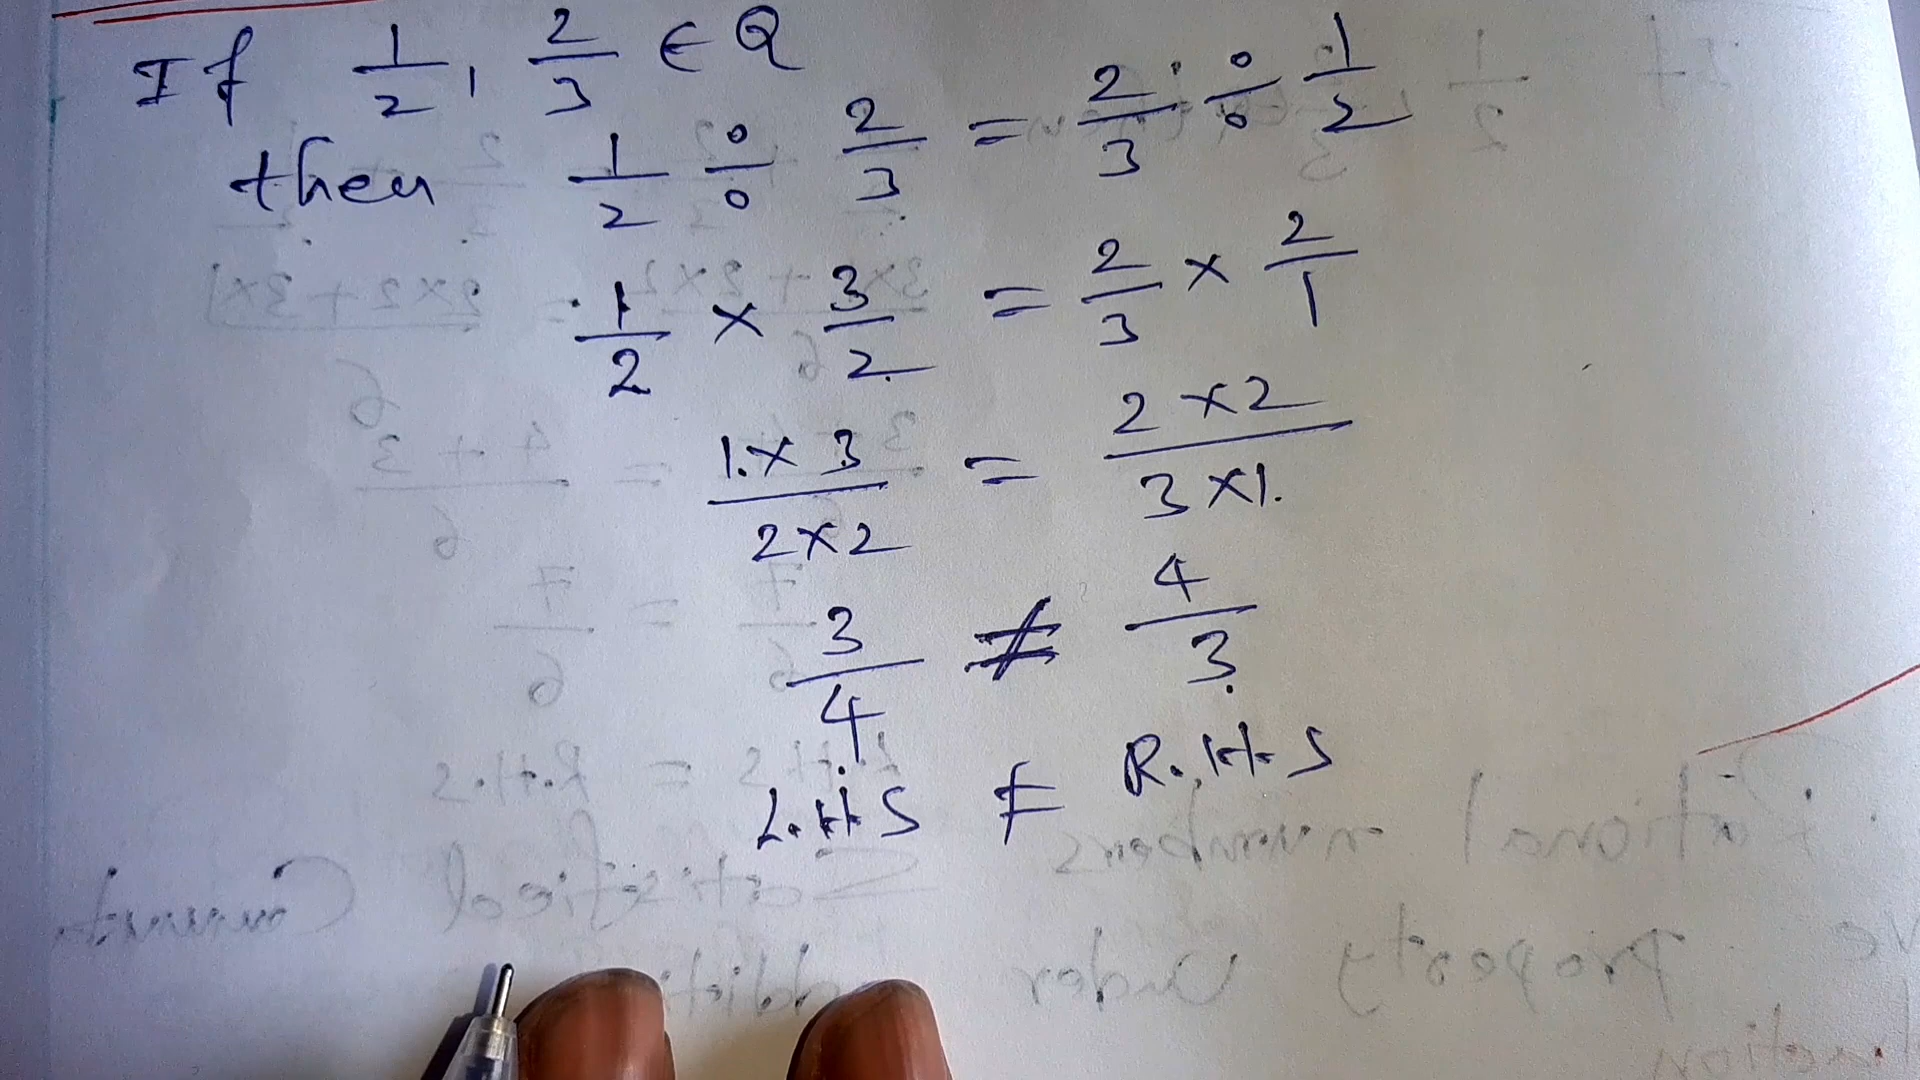 If 1/2, 2/3 ∈ Q
then 1/2 ÷ 2/3 = 2/3 ÷ 1/2
1/2 × 3/2 = 2/3 × 2/1
1×3/2×2 = 2×2/3×1
3/4 ≠ 4/3
L.H.S ≠ R.H.S